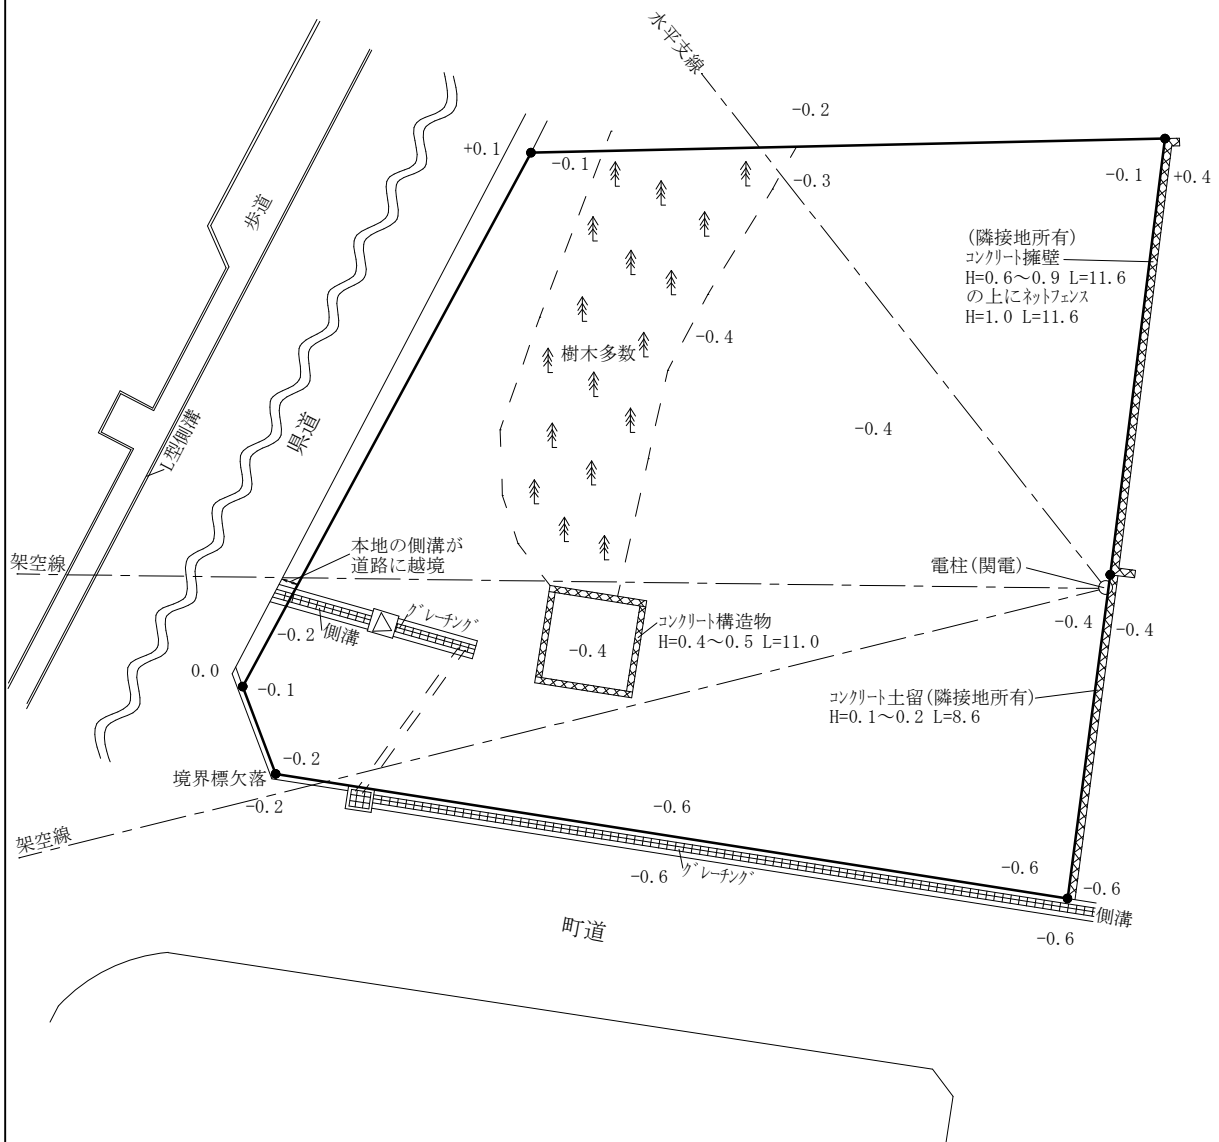 水平支線
-0.2
+0.1
-0.1
-0.3
-0.1
+0.4
歩道
(隣接地所有)
コンクリート擁壁
H=0.6～0.9 L=11.6
の上にネットフェンス
H=1.0 L=11.6
-0.4
樹木多数
県道
L型側溝
-0.4
架空線
本地の側溝が
道路に越境
電柱(関電)
グレーチング
-0.2
側溝
コンクリート構造物
H=0.4～0.5 L=11.0
-0.4
-0.4
-0.4
0.0
-0.1
コンクリート土留(隣接地所有)
H=0.1～0.2 L=8.6
-0.2
境界標欠落
-0.2
-0.6
架空線
-0.6
グレーチング
-0.6
-0.6
側溝
-0.6
町道